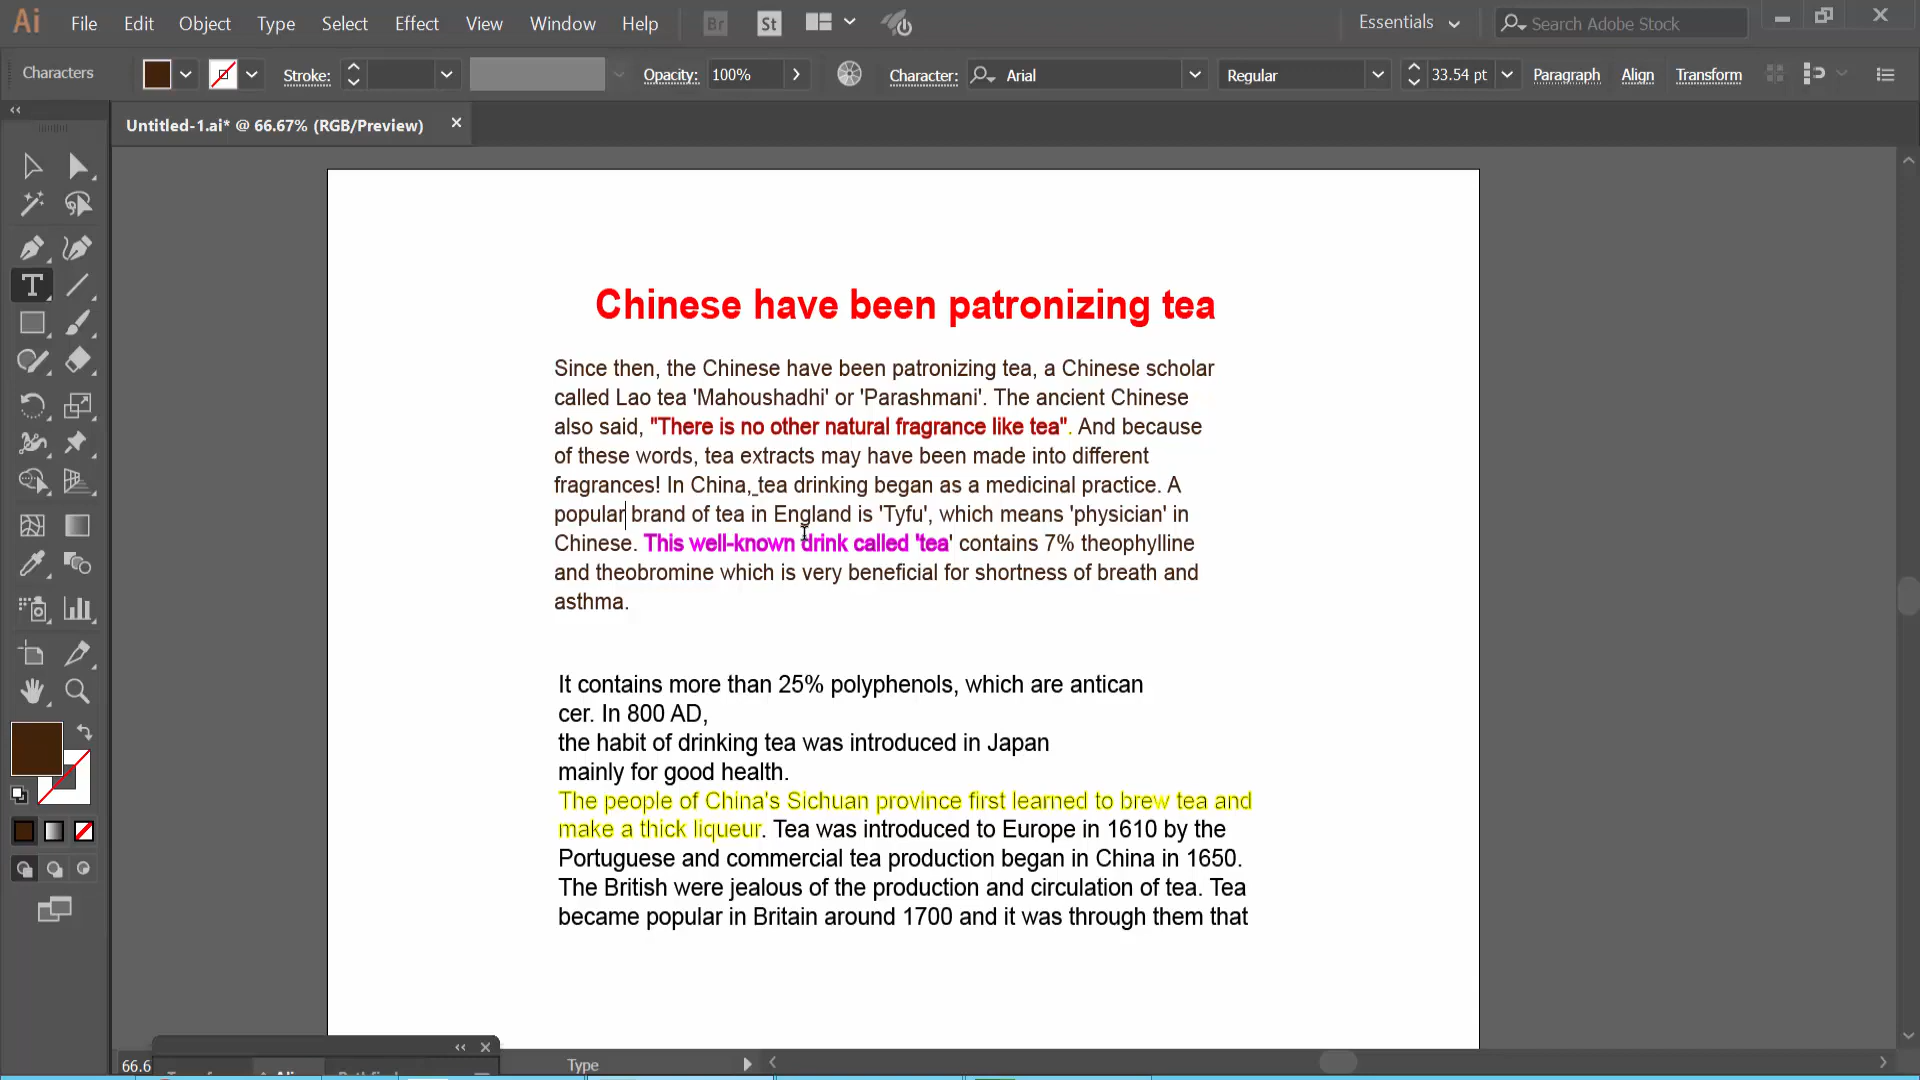 Ai File Edit Object Type Select Effect View Window Help Br St Essentials Search Adobe Stock
Characters Stroke: Opacity: 100% Character: Arial Regular 33.54 pt Paragraph Align Transform
Untitled-1.ai* @ 66.67% (RGB/Preview)
Chinese have been patronizing tea
Since then, the Chinese have been patronizing tea, a Chinese scholar
called Lao tea 'Mahoushadhi' or 'Parashmani'. The ancient Chinese
also said, "There is no other natural fragrance like tea". And because
of these words, tea extracts may have been made into different
fragrances! In China, tea drinking began as a medicinal practice. A
popular brand of tea in England is 'Tyfu', which means 'physician' in
Chinese. This well-known drink called 'tea' contains 7% theophylline
and theobromine which is very beneficial for shortness of breath and
asthma.
It contains more than 25% polyphenols, which are antican
cer. In 800 AD,
the habit of drinking tea was introduced in Japan
mainly for good health.
The people of China's Sichuan province first learned to brew tea and
make a thick liqueur. Tea was introduced to Europe in 1610 by the
Portuguese and commercial tea production began in China in 1650.
The British were jealous of the production and circulation of tea. Tea
became popular in Britain around 1700 and it was through them that
66.6 Type